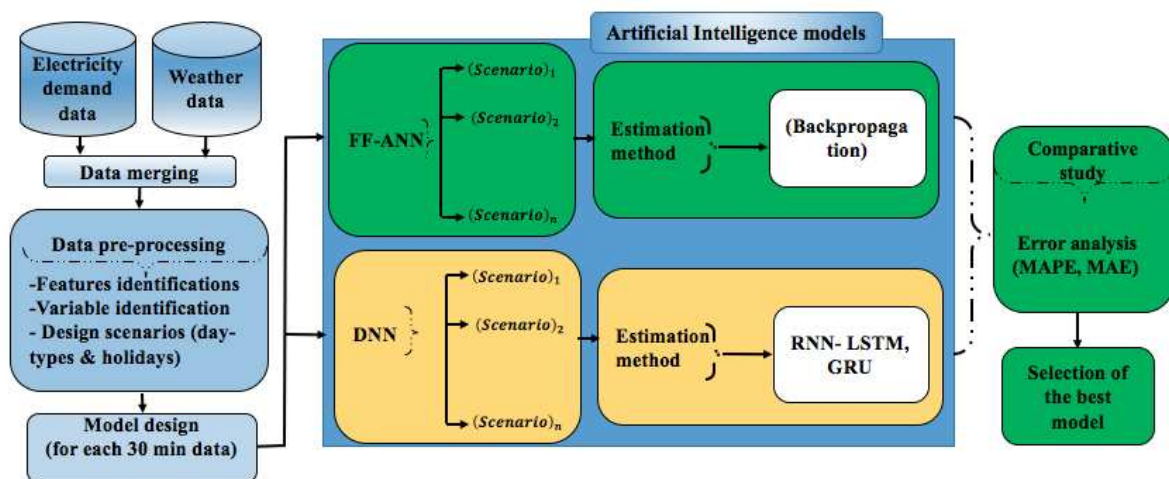 Electricity
demand
data
Weather
data
Data merging
Data pre-processing
-Features identifications
-Variable identification
- Design scenarios (day-
types & holidays)
Model design
(for each 30 min data)
Artificial Intelligence models
FF-ANN
(Scenario)₁
(Scenario)₂
(Scenario)ₙ
Estimation
method
(Backpropaga
tion)
DNN
(Scenario)₁
(Scenario)₂
(Scenario)ₙ
Estimation
method
RNN- LSTM,
GRU
Comparative
study
Error analysis
(MAPE, MAE)
Selection of
the best
model